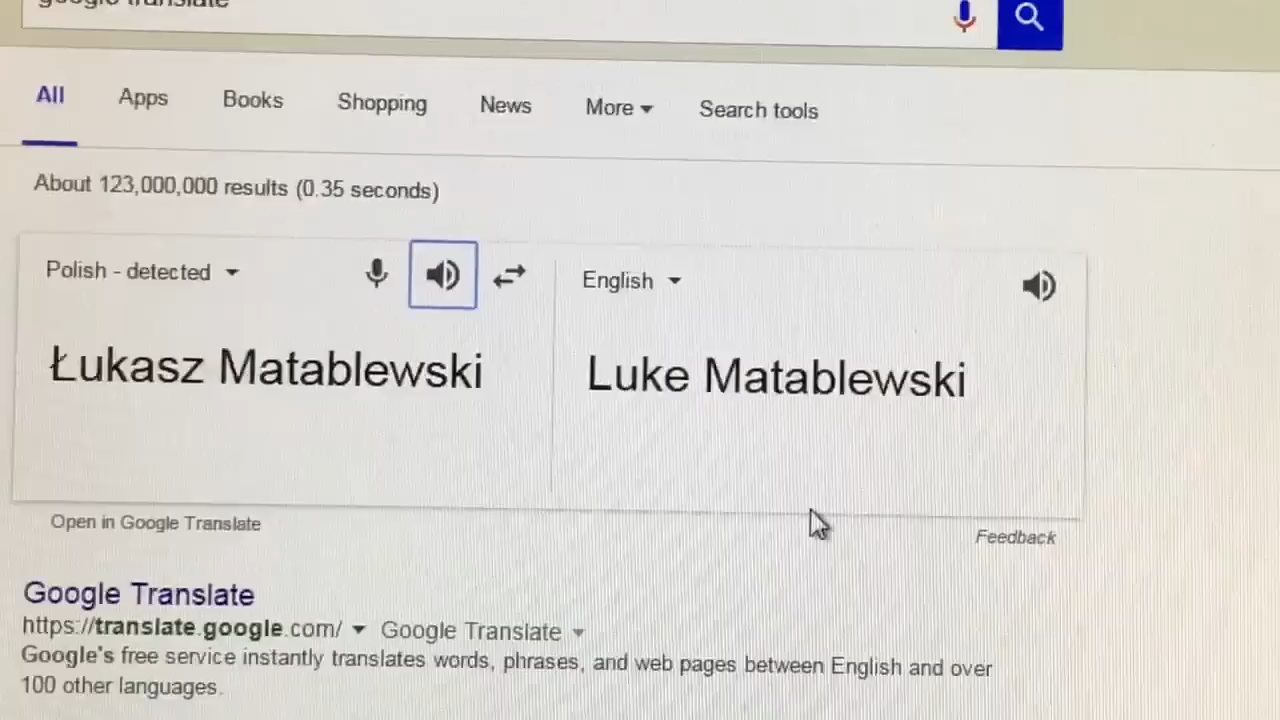 google translate
All Apps Books Shopping News More Search tools
About 123,000,000 results (0.35 seconds)
Polish - detected English
Łukasz Matablewski Luke Matablewski
Open in Google Translate
Feedback
Google Translate
https://translate.google.com/ Google Translate
Google's free service instantly translates words, phrases, and web pages between English and over
100 other languages.